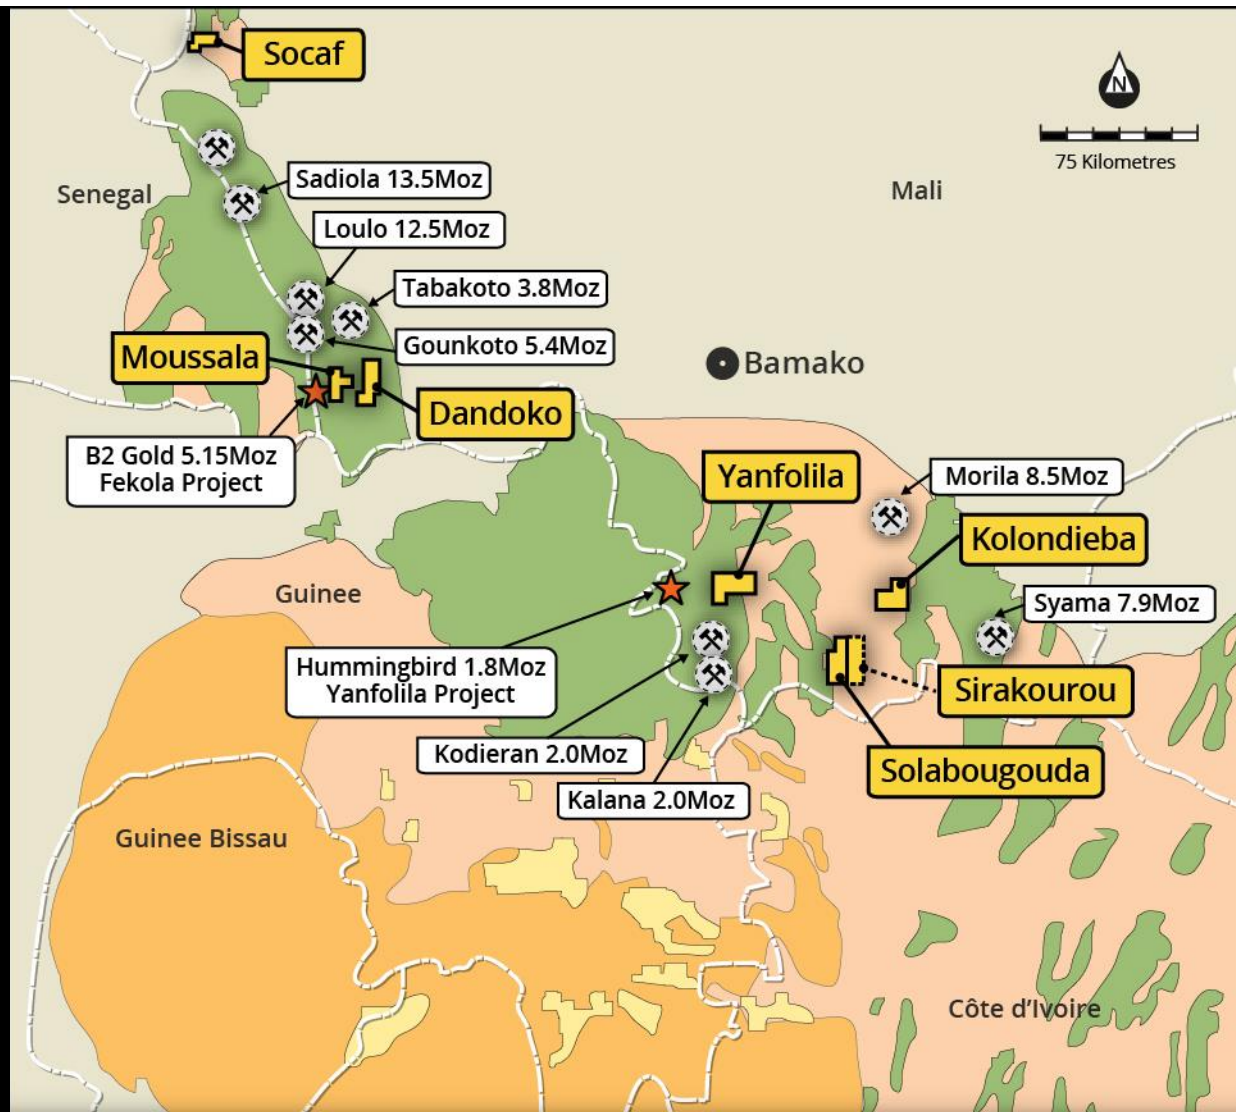 Socaf
N
75 Kilometres
Senegal
Sadiola 13.5Moz
Mali
Loulo 12.5Moz
Tabakoto 3.8Moz
Gounkoto 5.4Moz
Moussala
Bamako
Dandoko
B2 Gold 5.15Moz
Fekola Project
Yanfolila
Morila 8.5Moz
Kolondieba
Guinee
Syama 7.9Moz
Hummingbird 1.8Moz
Yanfolila Project
Sirakourou
Kodieran 2.0Moz
Solabougouda
Kalana 2.0Moz
Guinee Bissau
Côte d'Ivoire